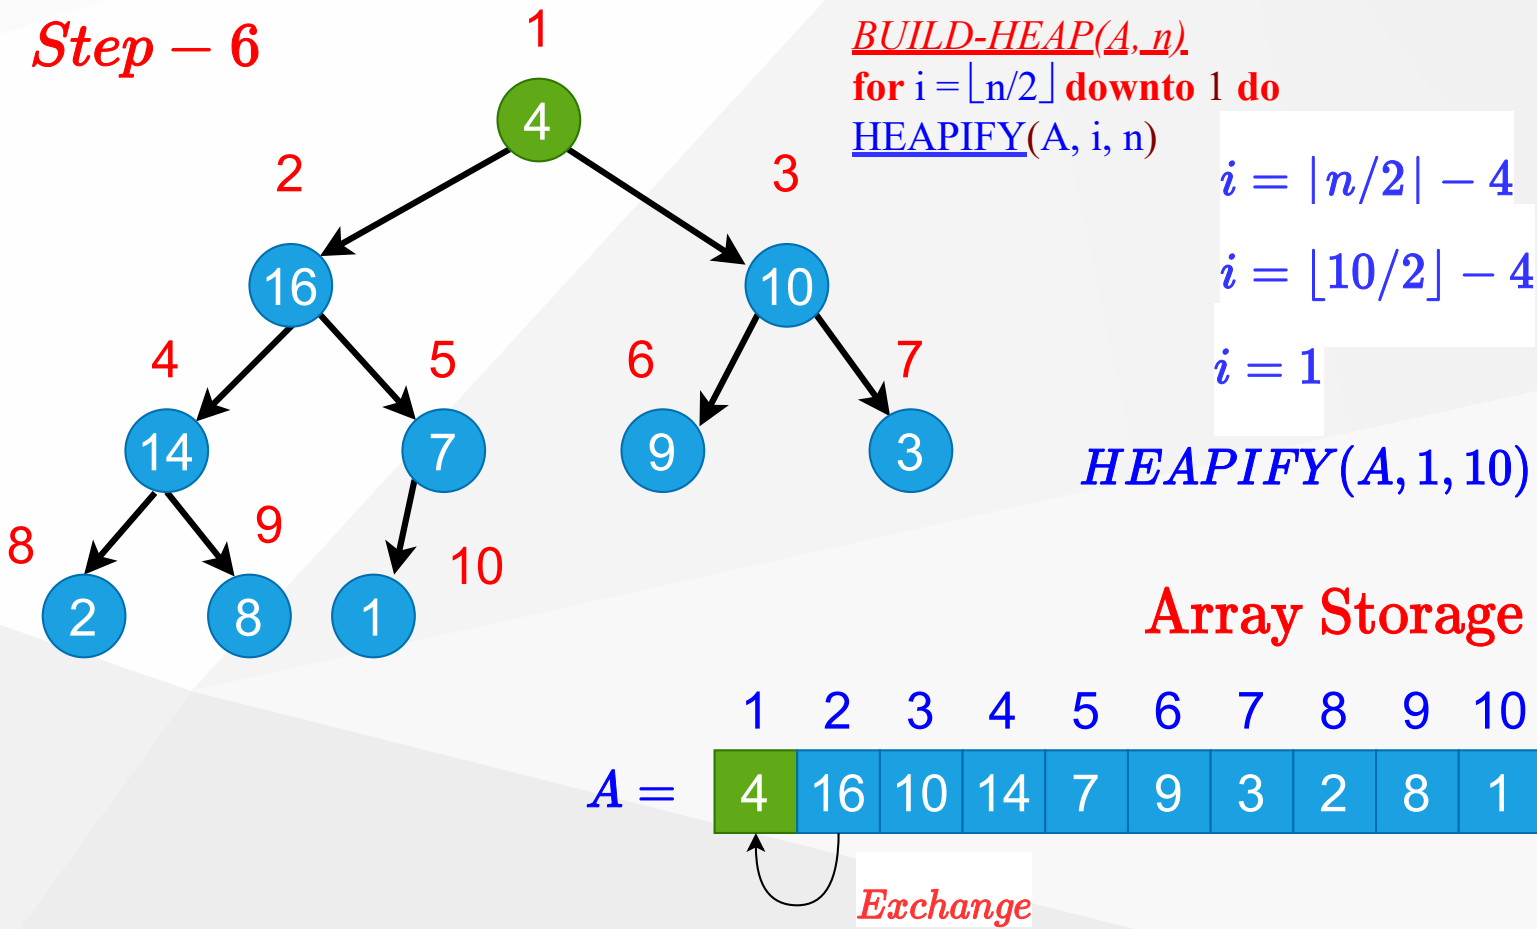 Step − 6
BUILD-HEAP(A, n)
for i = ⌊n/2⌋ downto 1 do
HEAPIFY(A, i, n)
i = |n/2| − 4
i = ⌊10/2⌋ − 4
i = 1
HEAPIFY(A, 1, 10)
1
4
2
3
16
10
4
5
6
7
14
7
9
3
8
9
10
2
8
1
Array Storage
1 2 3 4 5 6 7 8 9 10
A = 4 16 10 14 7 9 3 2 8 1
Exchange